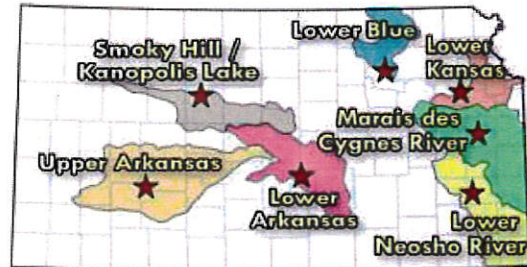 Lower Blue
Smoky Hill /
Kanopolis Lake
Lower
Kansas
Marais des
Cygnes River
Upper Arkansas
Lower
Arkansas
Lower
Neosho River